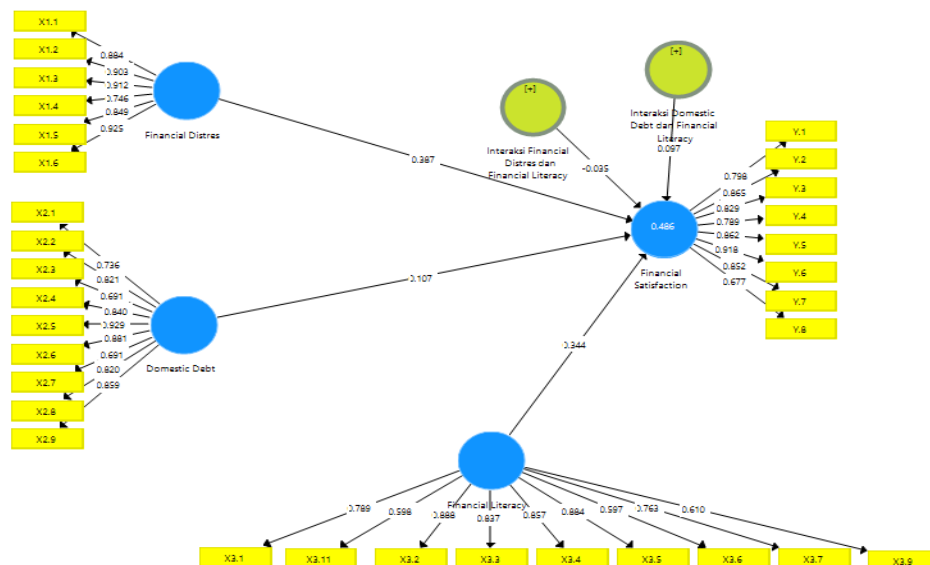 X1.1
X1.2
X1.3
X1.4
X1.5
X1.6
0.884
0.903
0.912
0.746
0.849
0.925
Financial Distres
[+]
Interaksi Financial
Distres dan
Financial Literacy
[+]
Interaksi Domestic
Debt dan Financial
Literacy
0.387
-0.035
0.097
Y.1
Y.2
Y.3
Y.4
Y.5
Y.6
Y.7
Y.8
0.798
0.865
0.829
0.789
0.862
0.918
0.852
0.677
0.486
Financial
Satisfaction
X2.1
X2.2
X2.3
X2.4
X2.5
X2.6
X2.7
X2.8
X2.9
0.736
0.821
0.691
0.840
0.929
0.881
0.691
0.820
0.859
Domestic Debt
0.107
0.344
Financial Literacy
0.789
0.598
0.888
0.837
0.857
0.884
0.597
0.763
0.610
X3.1
X3.11
X3.2
X3.3
X3.4
X3.5
X3.6
X3.7
X3.9